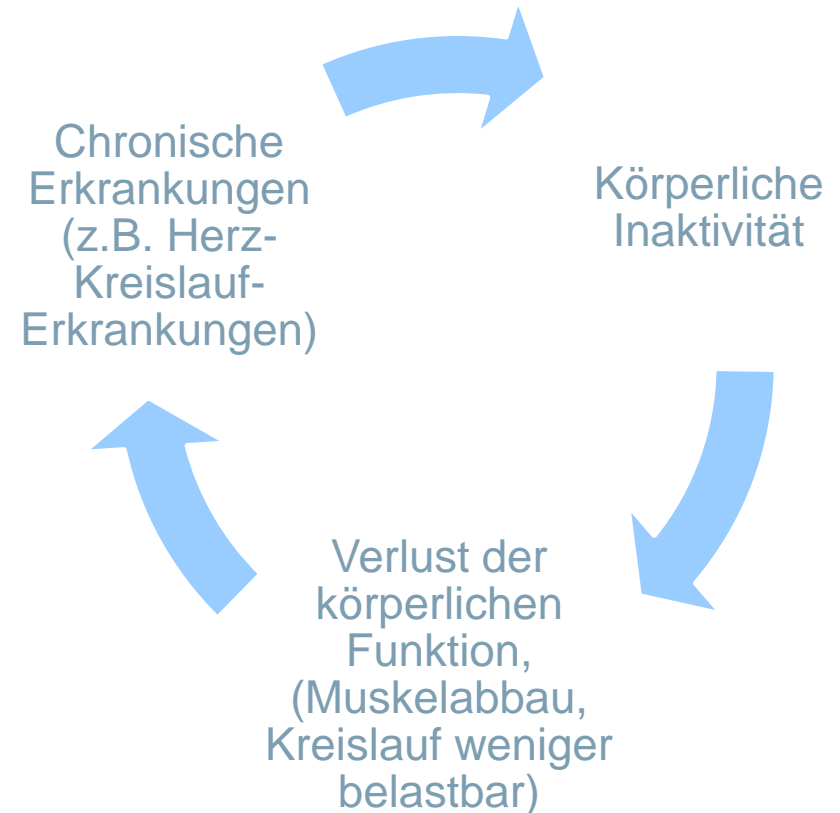 Chronische
Erkrankungen
(z.B. Herz-
Kreislauf-
Erkrankungen)
Körperliche
Inaktivität
Verlust der
körperlichen
Funktion,
(Muskelabbau,
Kreislauf weniger
belastbar)